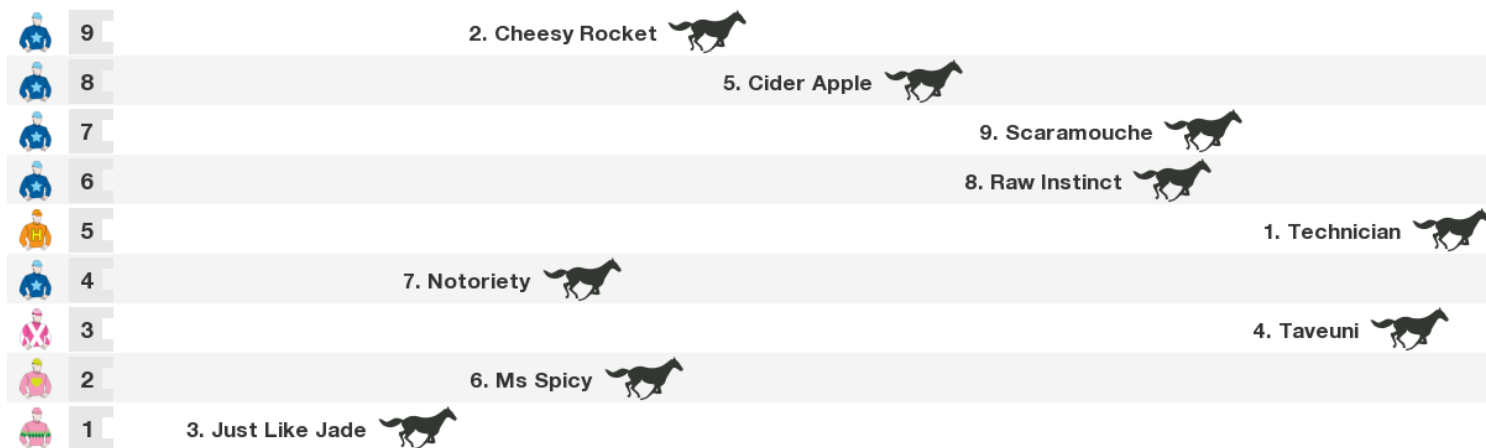 9 2. Cheesy Rocket
8 5. Cider Apple
7 9. Scaramouche
6 8. Raw Instinct
H 5 1. Technician
4 7. Notoriety
3 4. Taveuni
2 6. Ms Spicy
1 3. Just Like Jade